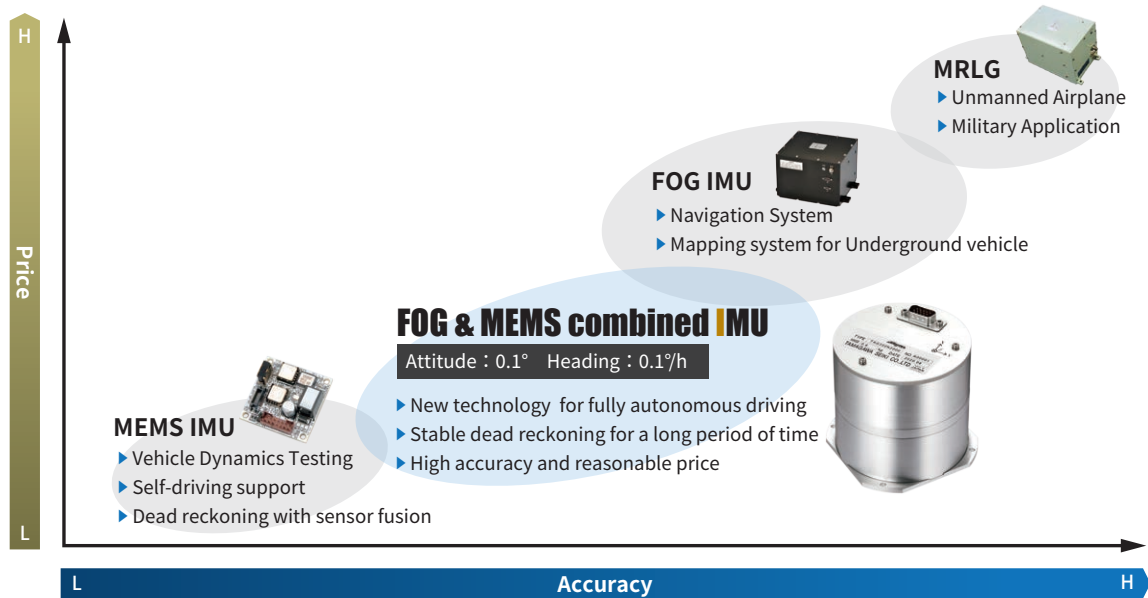 H
Price
L
MRLG
Unmanned Airplane
Military Application
FOG IMU
Navigation System
Mapping system for Underground vehicle
FOG & MEMS combined IMU
Attitude：0.1° Heading：0.1°/h
New technology for fully autonomous driving
Stable dead reckoning for a long period of time
High accuracy and reasonable price
MEMS IMU
Vehicle Dynamics Testing
Self-driving support
Dead reckoning with sensor fusion
L
Accuracy
H